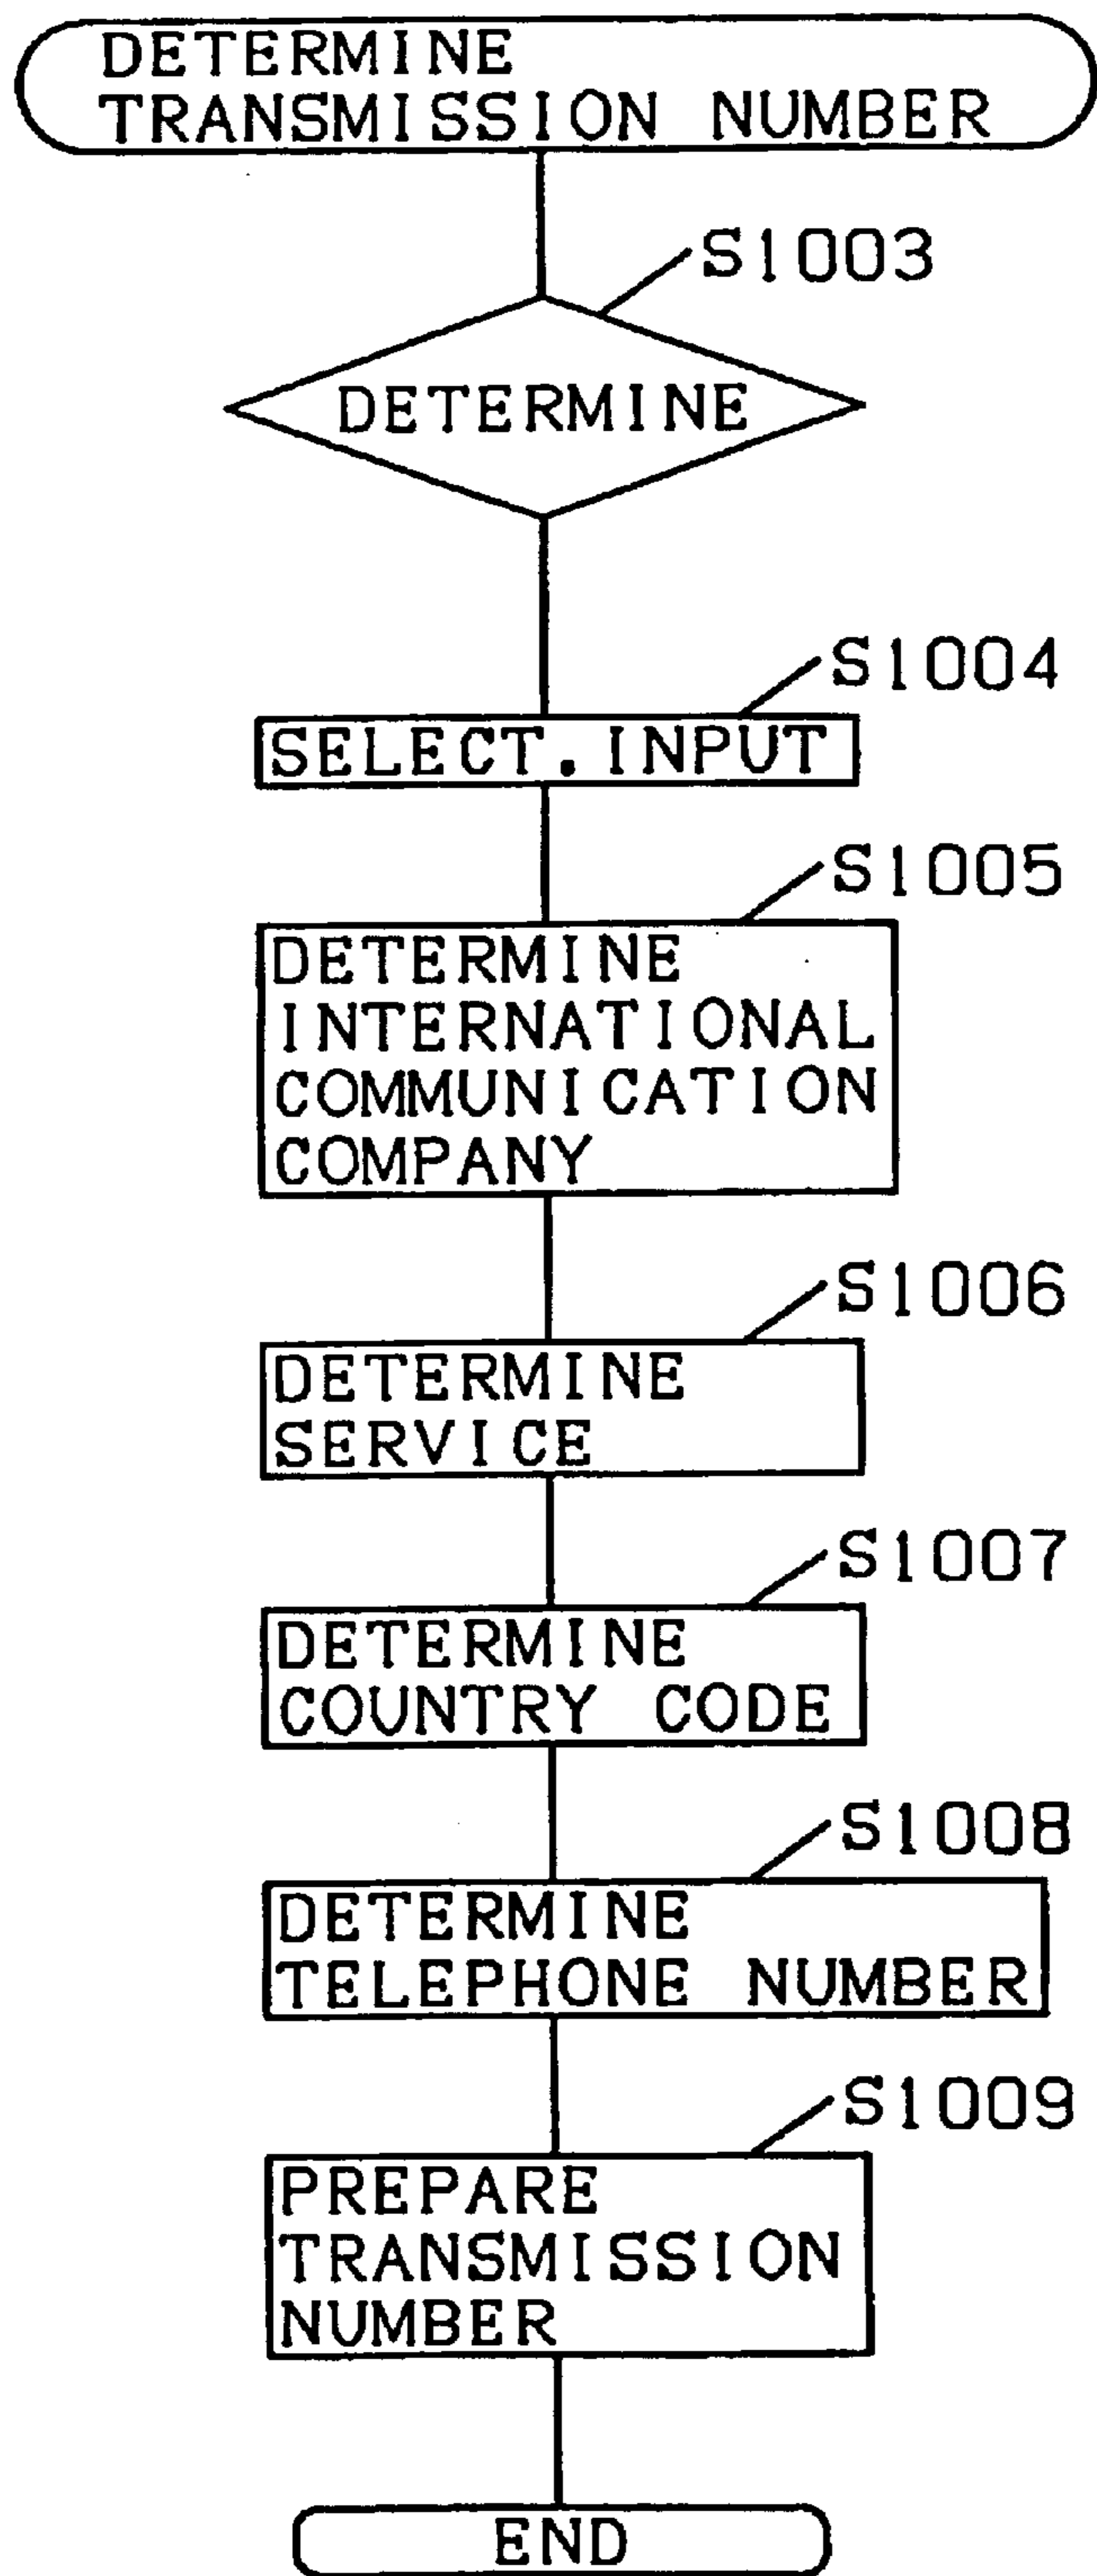 DETERMINE
TRANSMISSION NUMBER
S1003
DETERMINE
S1004
SELECT.INPUT
S1005
DETERMINE
INTERNATIONAL
COMMUNICATION
COMPANY
S1006
DETERMINE
SERVICE
S1007
DETERMINE
COUNTRY CODE
S1008
DETERMINE
TELEPHONE NUMBER
S1009
PREPARE
TRANSMISSION
NUMBER
END